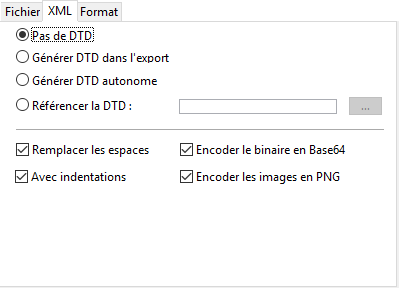 Fichier XML Format
Pas de DTD
Générer DTD dans l'export
Générer DTD autonome
Référencer la DTD : ...
Remplacer les espaces Encoder le binaire en Base64
Avec indentations Encoder les images en PNG